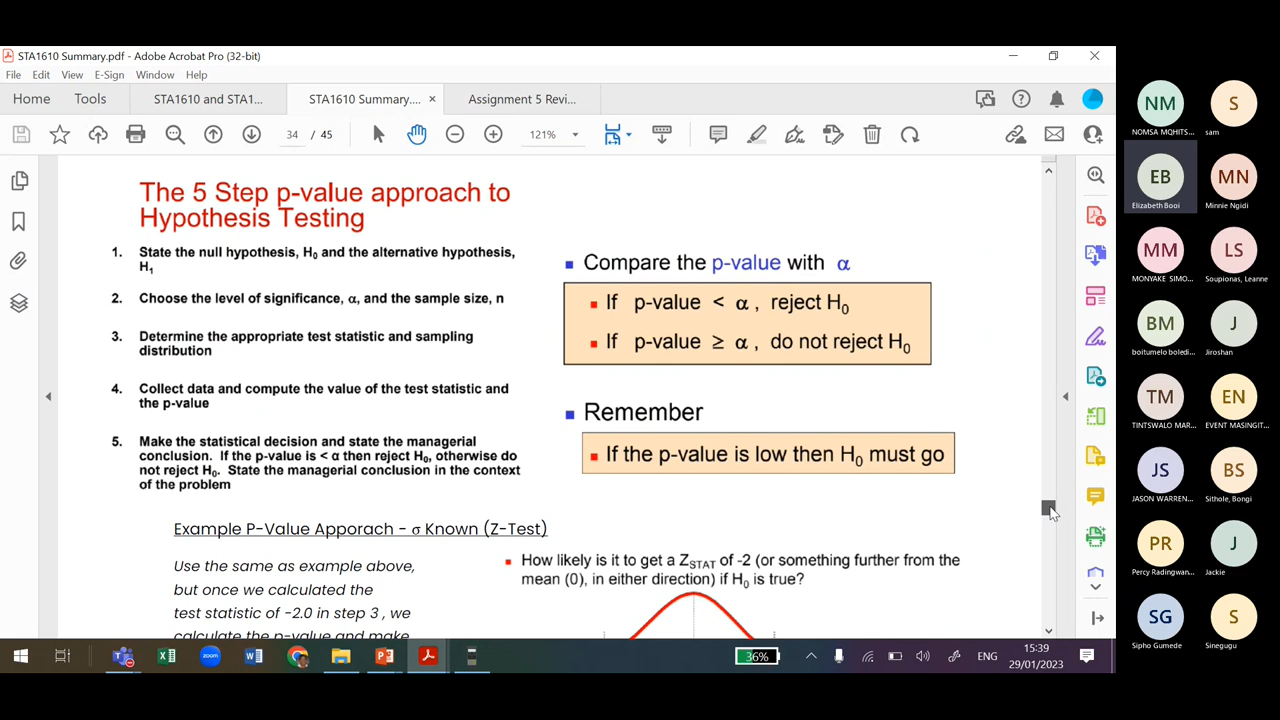 STA1610 Summary.pdf - Adobe Acrobat Pro (32-bit)
File Edit View E-Sign Window Help
Home Tools STA1610 and STA1... STA1610 Summary.... × Assignment 5 Revi...
34 / 45 121%
The 5 Step p-value approach to
Hypothesis Testing
1. State the null hypothesis, H0 and the alternative hypothesis,
H1
2. Choose the level of significance, α, and the sample size, n
3. Determine the appropriate test statistic and sampling
distribution
4. Collect data and compute the value of the test statistic and
the p-value
5. Make the statistical decision and state the managerial
conclusion. If the p-value is < α then reject H0, otherwise do
not reject H0. State the managerial conclusion in the context
of the problem
Compare the p-value with α
If p-value < α , reject H0
If p-value ≥ α , do not reject H0
Remember
If the p-value is low then H0 must go
Example P-Value Apporach - σ Known (Z-Test)
Use the same as example above,
but once we calculated the
test statistic of -2.0 in step 3 , we
calculate the p-value and make
How likely is it to get a ZSTAT of -2 (or something further from the
mean (0), in either direction) if H0 is true?
36%
ENG
15:39
29/01/2023
NM
NOMSA MQHITS...
S
sam
EB
Elizabeth Booi
MN
Minnie Ngidi
MM
MONYAKE SIMO...
LS
Soupionas, Leanne
BM
boitumelo boledi...
J
Jiroshan
TM
TINTSWALO MAR...
EN
EVENT MASINGIT...
JS
JASON WARREN...
BS
Sithole, Bongi
PR
Percy Radingwan...
J
Jackie
SG
Sipho Gumede
S
Sinegugu